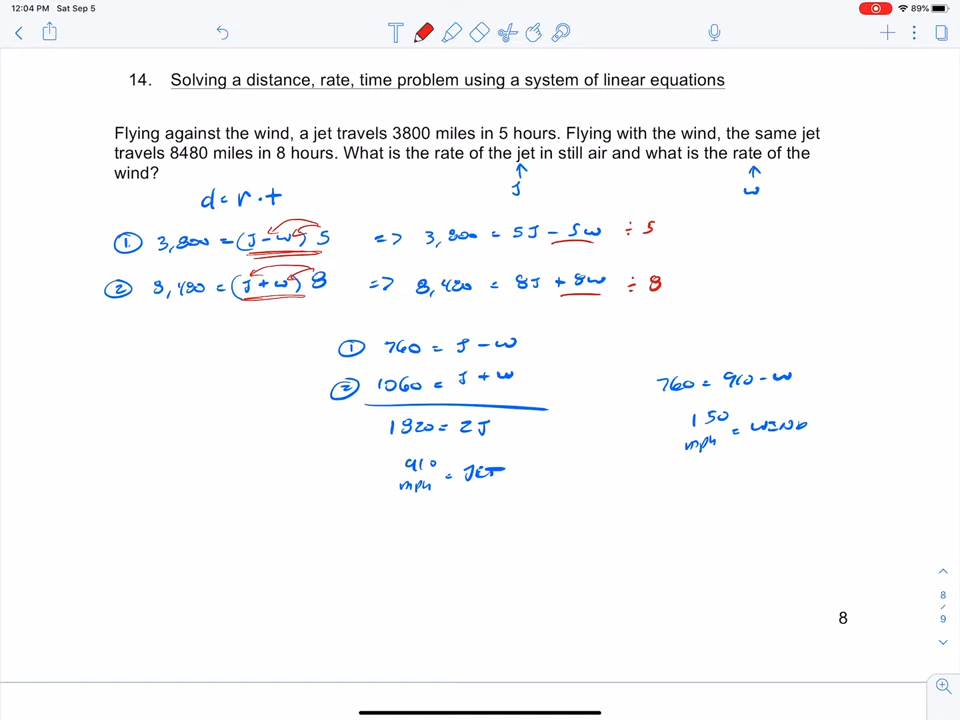 12:04 PM Sat Sep 5
89%
T
14. Solving a distance, rate, time problem using a system of linear equations
Flying against the wind, a jet travels 3800 miles in 5 hours. Flying with the wind, the same jet
travels 8480 miles in 8 hours. What is the rate of the jet in still air and what is the rate of the
wind?
J
w
d = r · t
① 3,800 = (J - w) 5 => 3,800 = 5J - 5w ÷ 5
② 8,480 = (J + w) 8 => 8,480 = 8J + 8w ÷ 8
① 760 = J - w
② 1060 = J + w
1820 = 2J
910 mph = JET
760 = 910 - w
150 mph = WIND
8
8
/
9